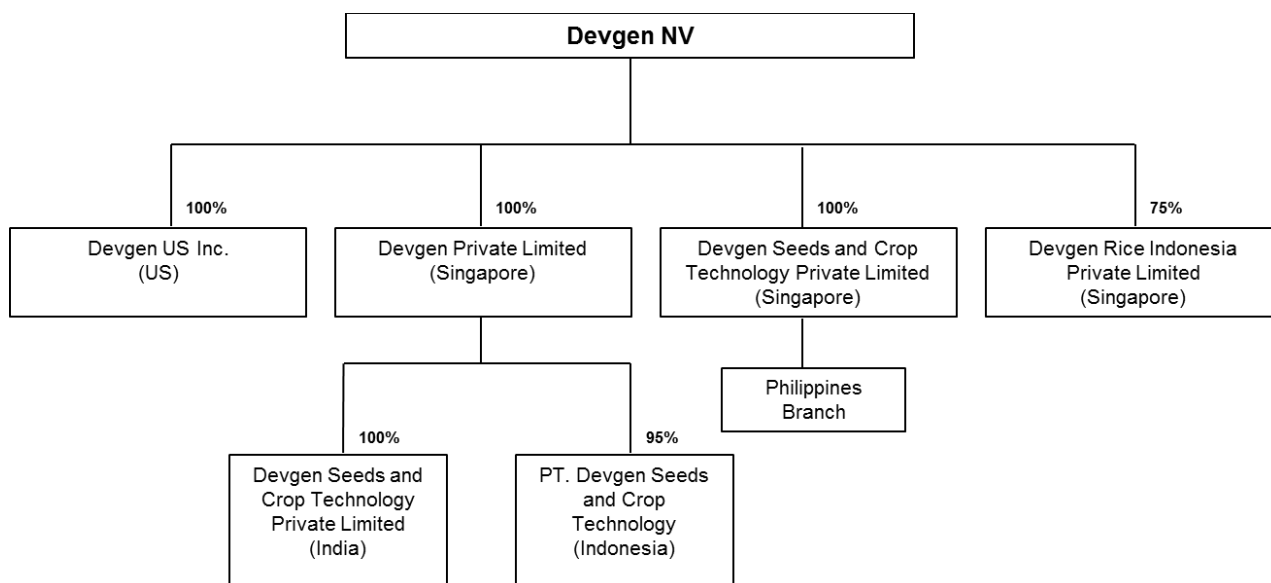 Devgen NV
100%
100%
100%
75%
Devgen US Inc.
(US)
Devgen Private Limited
(Singapore)
Devgen Seeds and Crop
Technology Private Limited
(Singapore)
Devgen Rice Indonesia
Private Limited
(Singapore)
Philippines
Branch
100%
95%
Devgen Seeds and
Crop Technology
Private Limited
(India)
PT. Devgen Seeds
and Crop
Technology
(Indonesia)